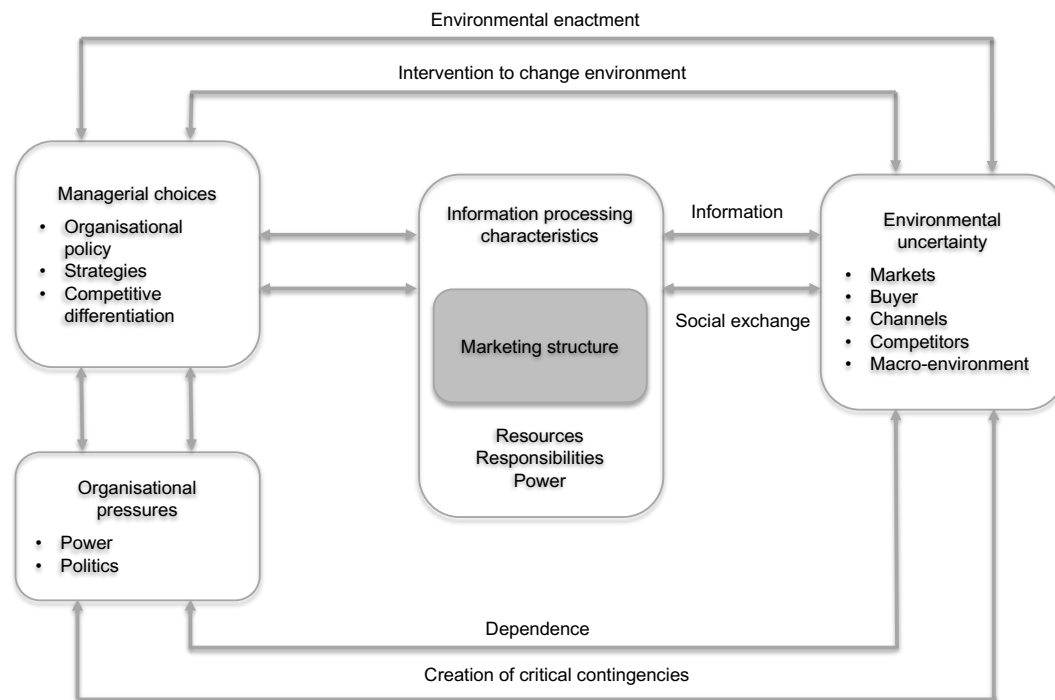 Environmental enactment
Intervention to change environment
Managerial choices
• Organisational
policy
• Strategies
• Competitive
differentiation
Information processing
characteristics
Marketing structure
Resources
Responsibilities
Power
Information
Social exchange
Environmental
uncertainty
• Markets
• Buyer
• Channels
• Competitors
• Macro-environment
Organisational
pressures
• Power
• Politics
Dependence
Creation of critical contingencies